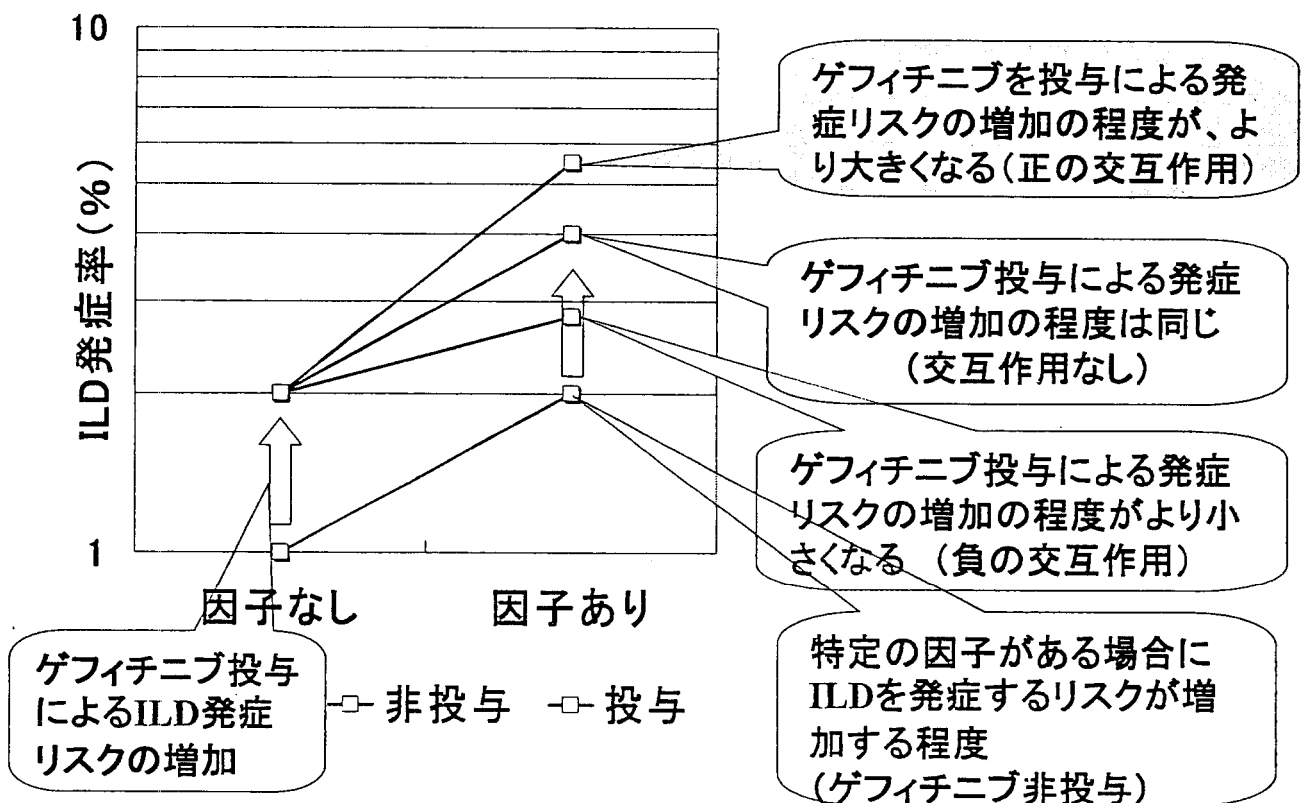 10
ILD発症率(%)
1
因子なし
因子あり
ゲフィチニブを投与による発
症リスクの増加の程度が、よ
り大きくなる(正の交互作用)
ゲフィチニブ投与による発症
リスクの増加の程度は同じ
(交互作用なし)
ゲフィチニブ投与による発症
リスクの増加の程度がより小
さくなる (負の交互作用)
特定の因子がある場合に
ILDを発症するリスクが増
加する程度
(ゲフィチニブ非投与)
ゲフィチニブ投与
によるILD発症
リスクの増加
非投与 投与